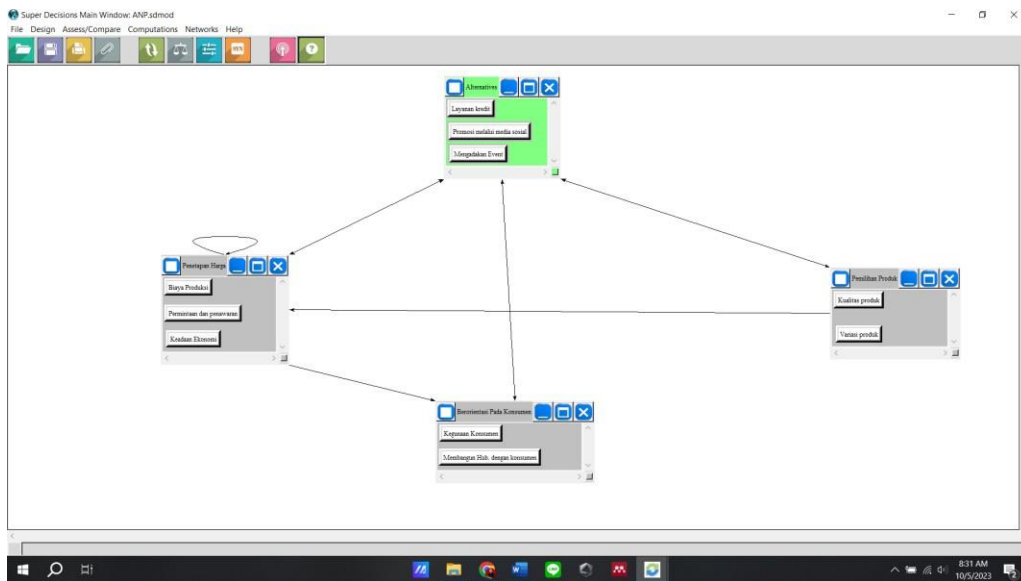 Super Decisions Main Window: ANP.sdmod
File Design Assess/Compare Computations Networks Help
Alternatives
Layanan kredit
Promosi melalui media sosial
Mengadakan Event
Penetapan Harga
Biaya Produksi
Permintaan dan penawaran
Keadaan Ekonomi
Pemilihan Produk
Kualitas produk
Variasi produk
Berorientasi Pada Konsumen
Kegunaan Konsumen
Membangun Hub. dengan konsumen
8:31 AM
10/5/2023